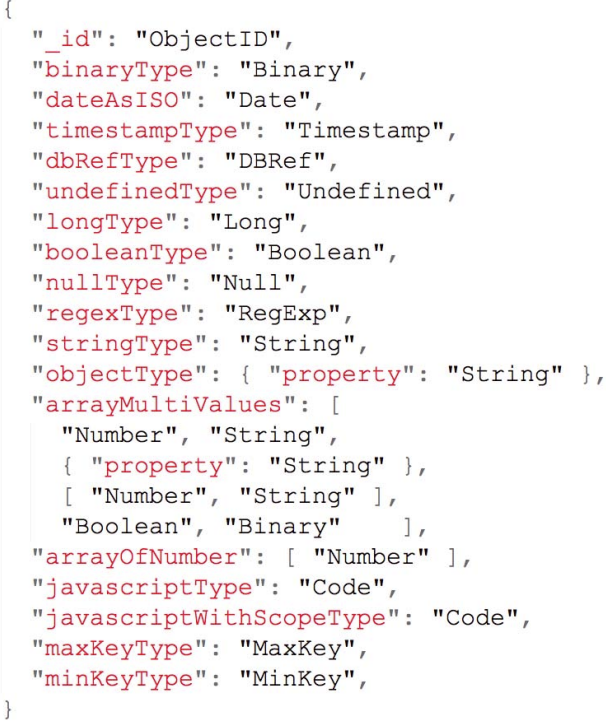 {
  "_id": "ObjectID",
  "binaryType": "Binary",
  "dateAsISO": "Date",
  "timestampType": "Timestamp",
  "dbRefType": "DBRef",
  "undefinedType": "Undefined",
  "longType": "Long",
  "booleanType": "Boolean",
  "nullType": "Null",
  "regexType": "RegExp",
  "stringType": "String",
  "objectType": { "property": "String" },
  "arrayMultiValues": [
    "Number", "String",
    { "property": "String" },
    [ "Number", "String" ],
    "Boolean", "Binary"    ],
  "arrayOfNumber": [ "Number" ],
  "javascriptType": "Code",
  "javascriptWithScopeType": "Code",
  "maxKeyType": "MaxKey",
  "minKeyType": "MinKey",
}